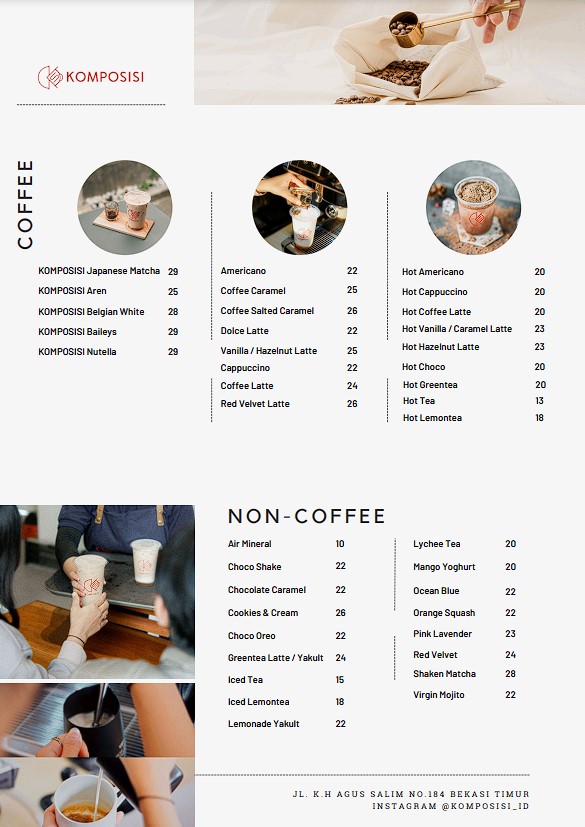 KOMPOSISI
COFFEE
KOMPOSISI Japanese Matcha 29
KOMPOSISI Aren 25
KOMPOSISI Belgian White 28
KOMPOSISI Baileys 29
KOMPOSISI Nutella 29
Americano 22
Coffee Caramel 25
Coffee Salted Caramel 26
Dolce Latte 22
Vanilla / Hazelnut Latte 25
Cappuccino 22
Coffee Latte 24
Red Velvet Latte 26
Hot Americano 20
Hot Cappuccino 20
Hot Coffee Latte 20
Hot Vanilla / Caramel Latte 23
Hot Hazelnut Latte 23
Hot Choco 20
Hot Greentea 20
Hot Tea 13
Hot Lemontea 18
NON-COFFEE
Air Mineral 10
Choco Shake 22
Chocolate Caramel 22
Cookies & Cream 26
Choco Oreo 22
Greentea Latte / Yakult 24
Iced Tea 15
Iced Lemontea 18
Lemonade Yakult 22
Lychee Tea 20
Mango Yoghurt 20
Ocean Blue 22
Orange Squash 22
Pink Lavender 23
Red Velvet 24
Shaken Matcha 28
Virgin Mojito 22
JL. K.H AGUS SALIM NO.184 BEKASI TIMUR
INSTAGRAM @KOMPOSISI_ID